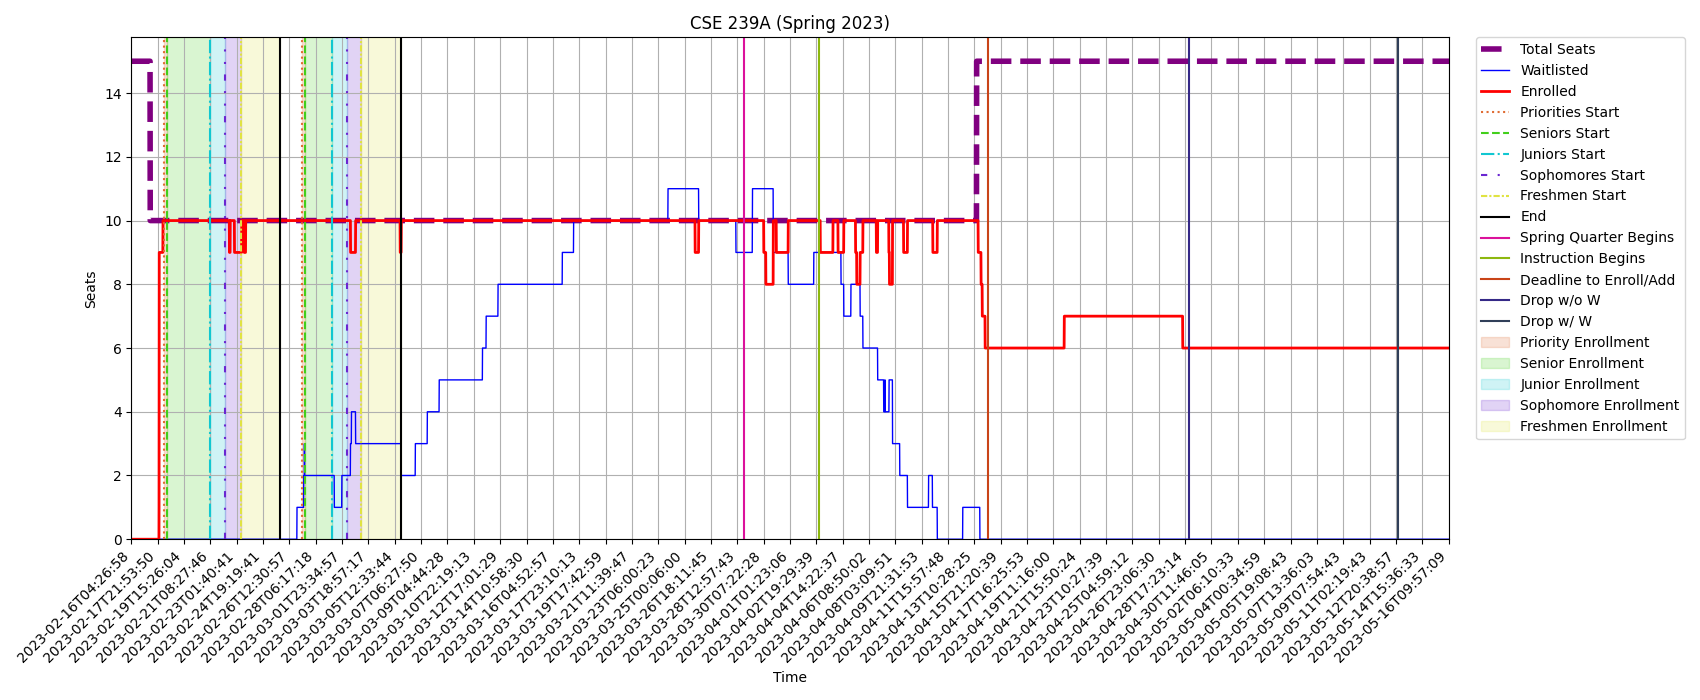 CSE 239A (Spring 2023)
Seats
14
12
10
8
6
4
2
0
2023-02-16T04:26:58
2023-02-17T21:53:50
2023-02-19T15:26:04
2023-02-21T08:27:46
2023-02-23T01:40:41
2023-02-24T19:19:41
2023-02-26T12:30:57
2023-02-28T06:17:18
2023-03-01T23:34:57
2023-03-03T18:57:17
2023-03-05T12:33:44
2023-03-07T06:27:50
2023-03-09T04:44:28
2023-03-10T22:19:13
2023-03-12T17:01:29
2023-03-14T10:58:30
2023-03-16T04:52:57
2023-03-17T23:10:13
2023-03-19T17:42:59
2023-03-21T11:39:47
2023-03-23T06:00:23
2023-03-25T00:06:00
2023-03-26T18:11:45
2023-03-28T12:57:43
2023-03-30T07:22:28
2023-04-01T01:23:06
2023-04-02T19:29:39
2023-04-04T14:22:37
2023-04-06T08:50:02
2023-04-08T03:09:51
2023-04-09T21:31:53
2023-04-11T15:57:48
2023-04-13T10:28:25
2023-04-15T21:20:39
2023-04-17T16:25:53
2023-04-19T11:16:00
2023-04-21T15:50:24
2023-04-23T10:27:39
2023-04-25T04:59:12
2023-04-26T23:06:30
2023-04-28T17:23:14
2023-04-30T11:46:05
2023-05-02T06:10:33
2023-05-04T00:34:59
2023-05-05T19:08:43
2023-05-07T13:36:03
2023-05-09T07:54:43
2023-05-11T02:19:43
2023-05-12T20:38:57
2023-05-14T15:36:33
2023-05-16T09:57:09
Time
Total Seats
Waitlisted
Enrolled
Priorities Start
Seniors Start
Juniors Start
Sophomores Start
Freshmen Start
End
Spring Quarter Begins
Instruction Begins
Deadline to Enroll/Add
Drop w/o W
Drop w/ W
Priority Enrollment
Senior Enrollment
Junior Enrollment
Sophomore Enrollment
Freshmen Enrollment